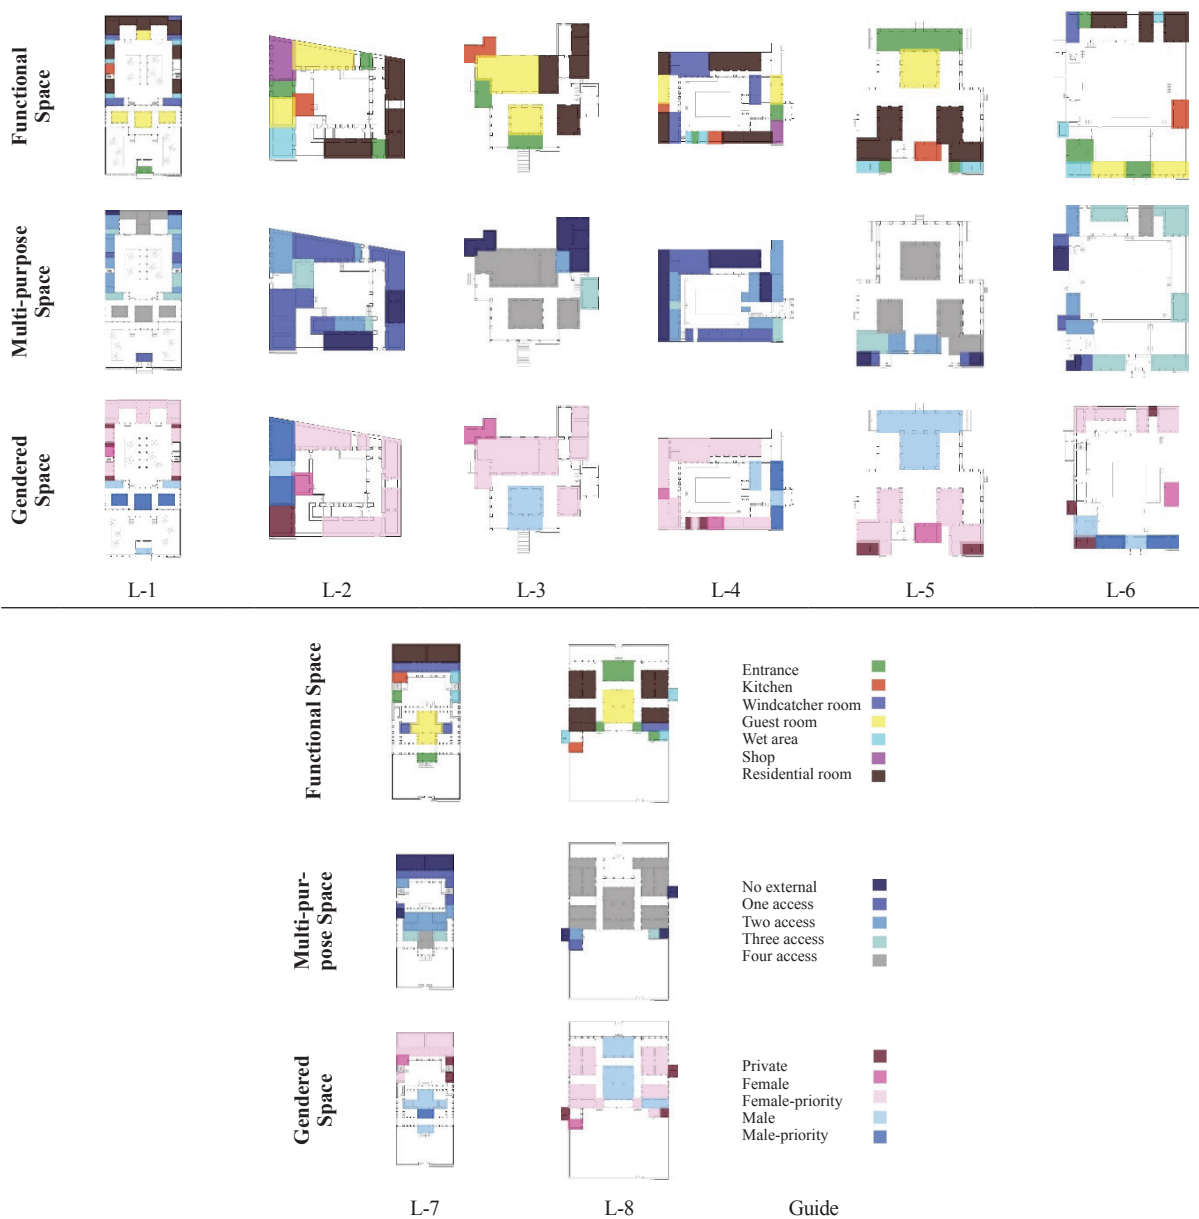 Functional
Space
Multi-purpose
Space
Gendered
Space
L-1
L-2
L-3
L-4
L-5
L-6
Functional Space
Entrance
Kitchen
Windcatcher room
Guest room
Wet area
Shop
Residential room
Multi-pur-
pose Space
No external
One access
Two access
Three access
Four access
Gendered
Space
Private
Female
Female-priority
Male
Male-priority
L-7
L-8
Guide